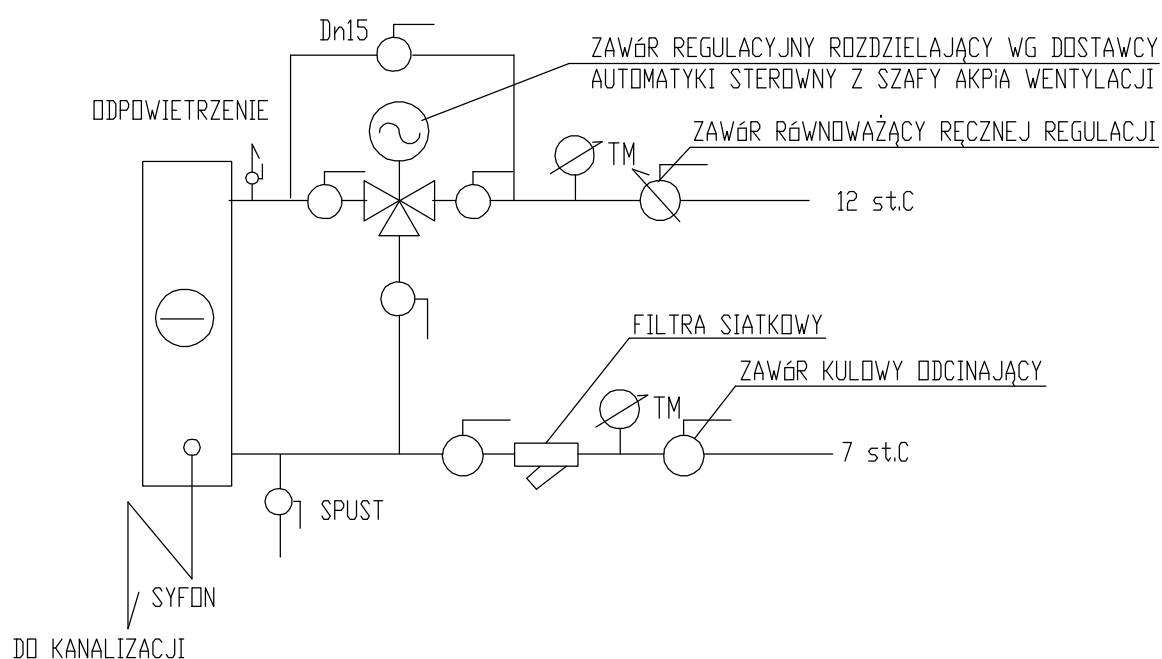 Dn15
ZAWóR REGULACYJNY ROZDZIELAJĄCY WG DOSTAWCY
AUTOMATYKI STEROWNY Z SZAFY AKPiA WENTYLACJI
ODPOWIETRZENIE
ZAWóR RóWNOWAŻĄCY RĘCZNEJ REGULACJI
TM
12 st.C
FILTRA SIATKOWY
ZAWóR KULOWY ODCINAJĄCY
TM
7 st.C
SPUST
SYFON
DO KANALIZACJI